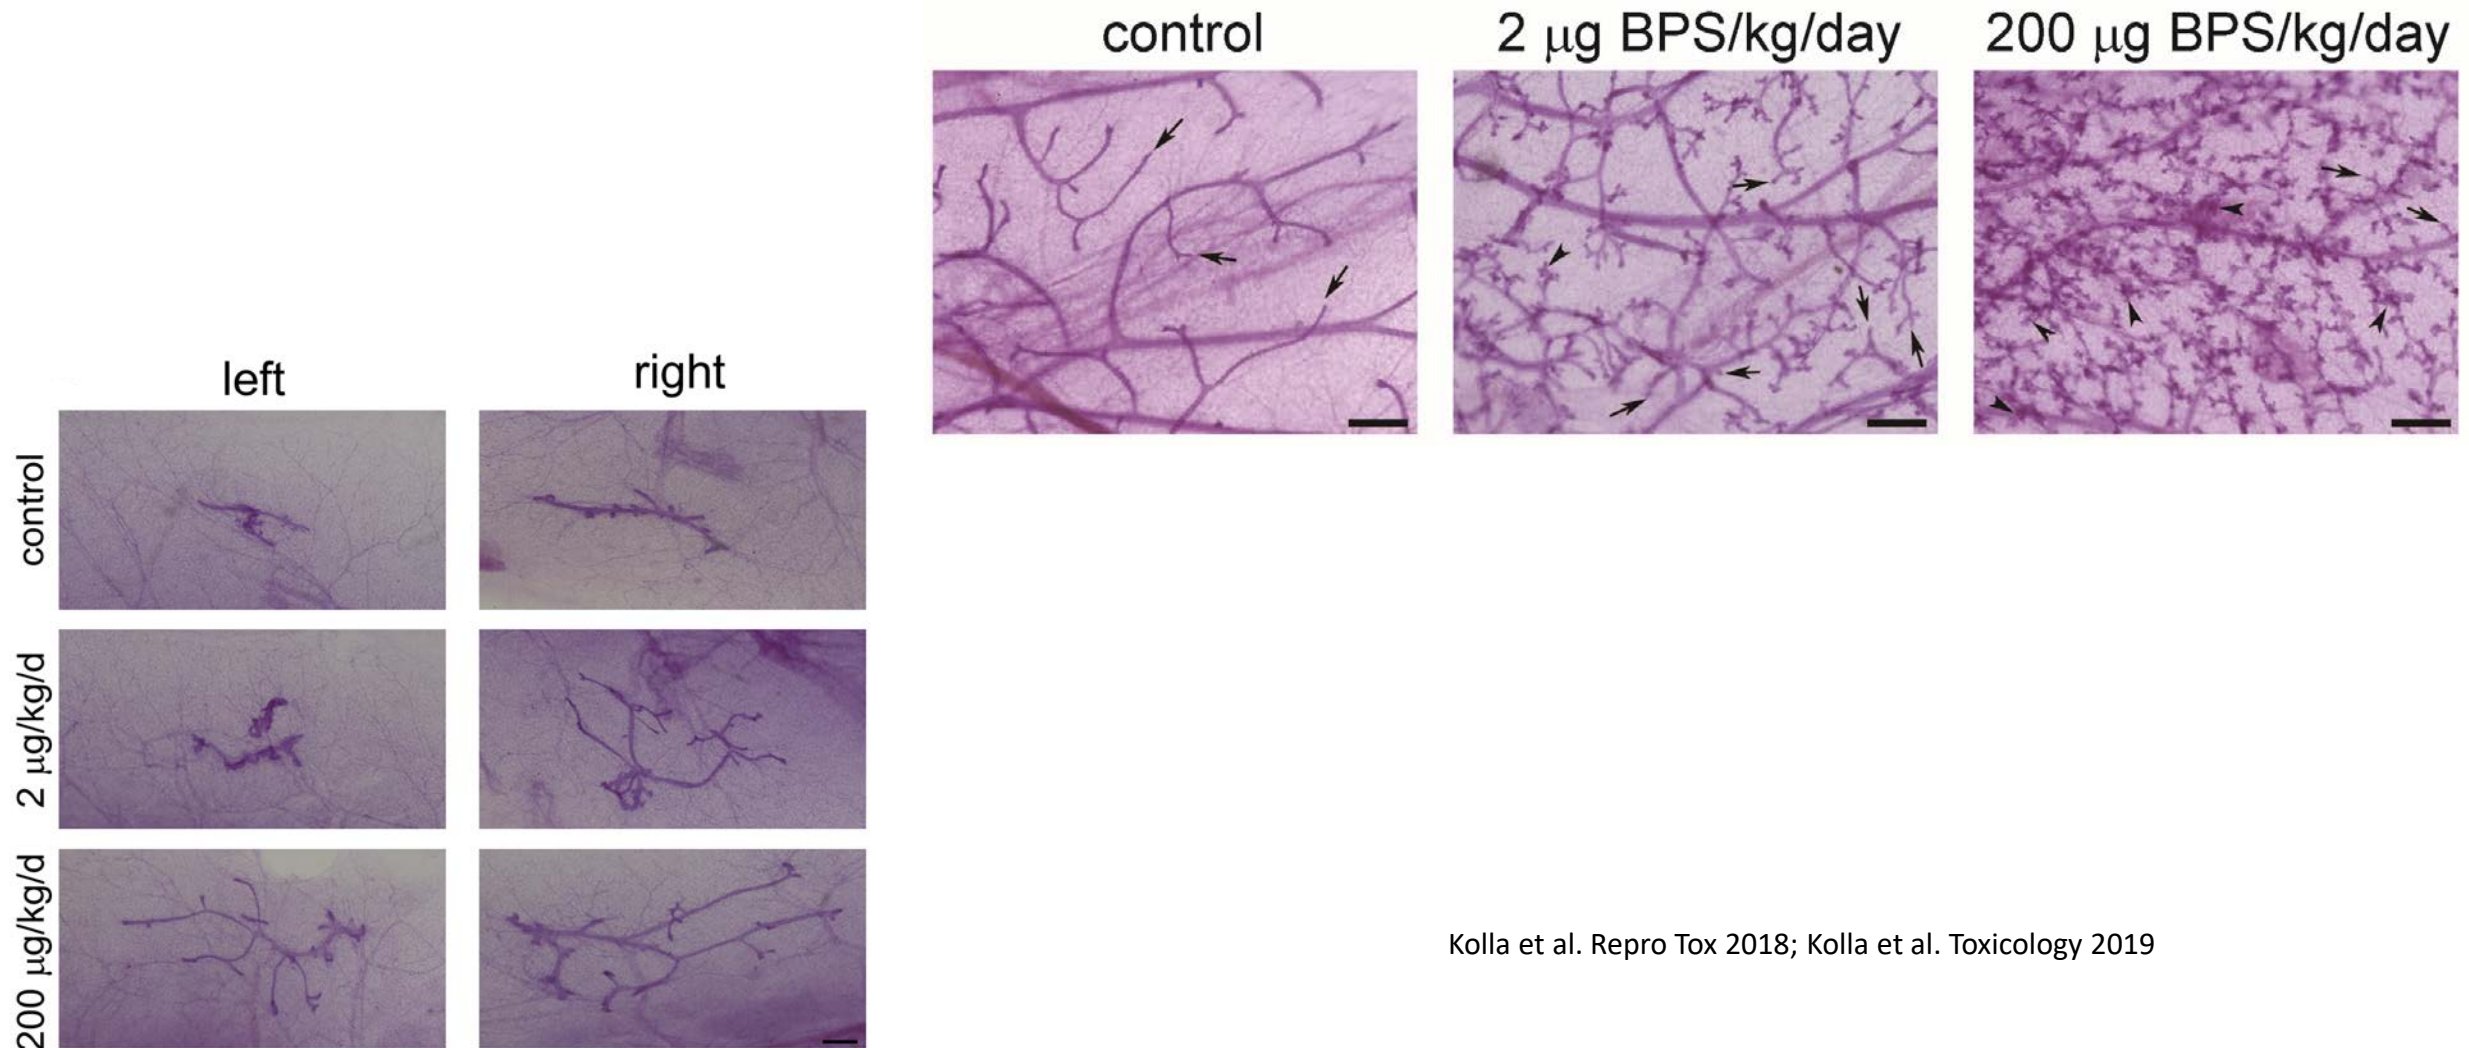 control
2 µg BPS/kg/day
200 µg BPS/kg/day
left
right
control
2 µg/kg/d
200 µg/kg/d
Kolla et al. Repro Tox 2018; Kolla et al. Toxicology 2019